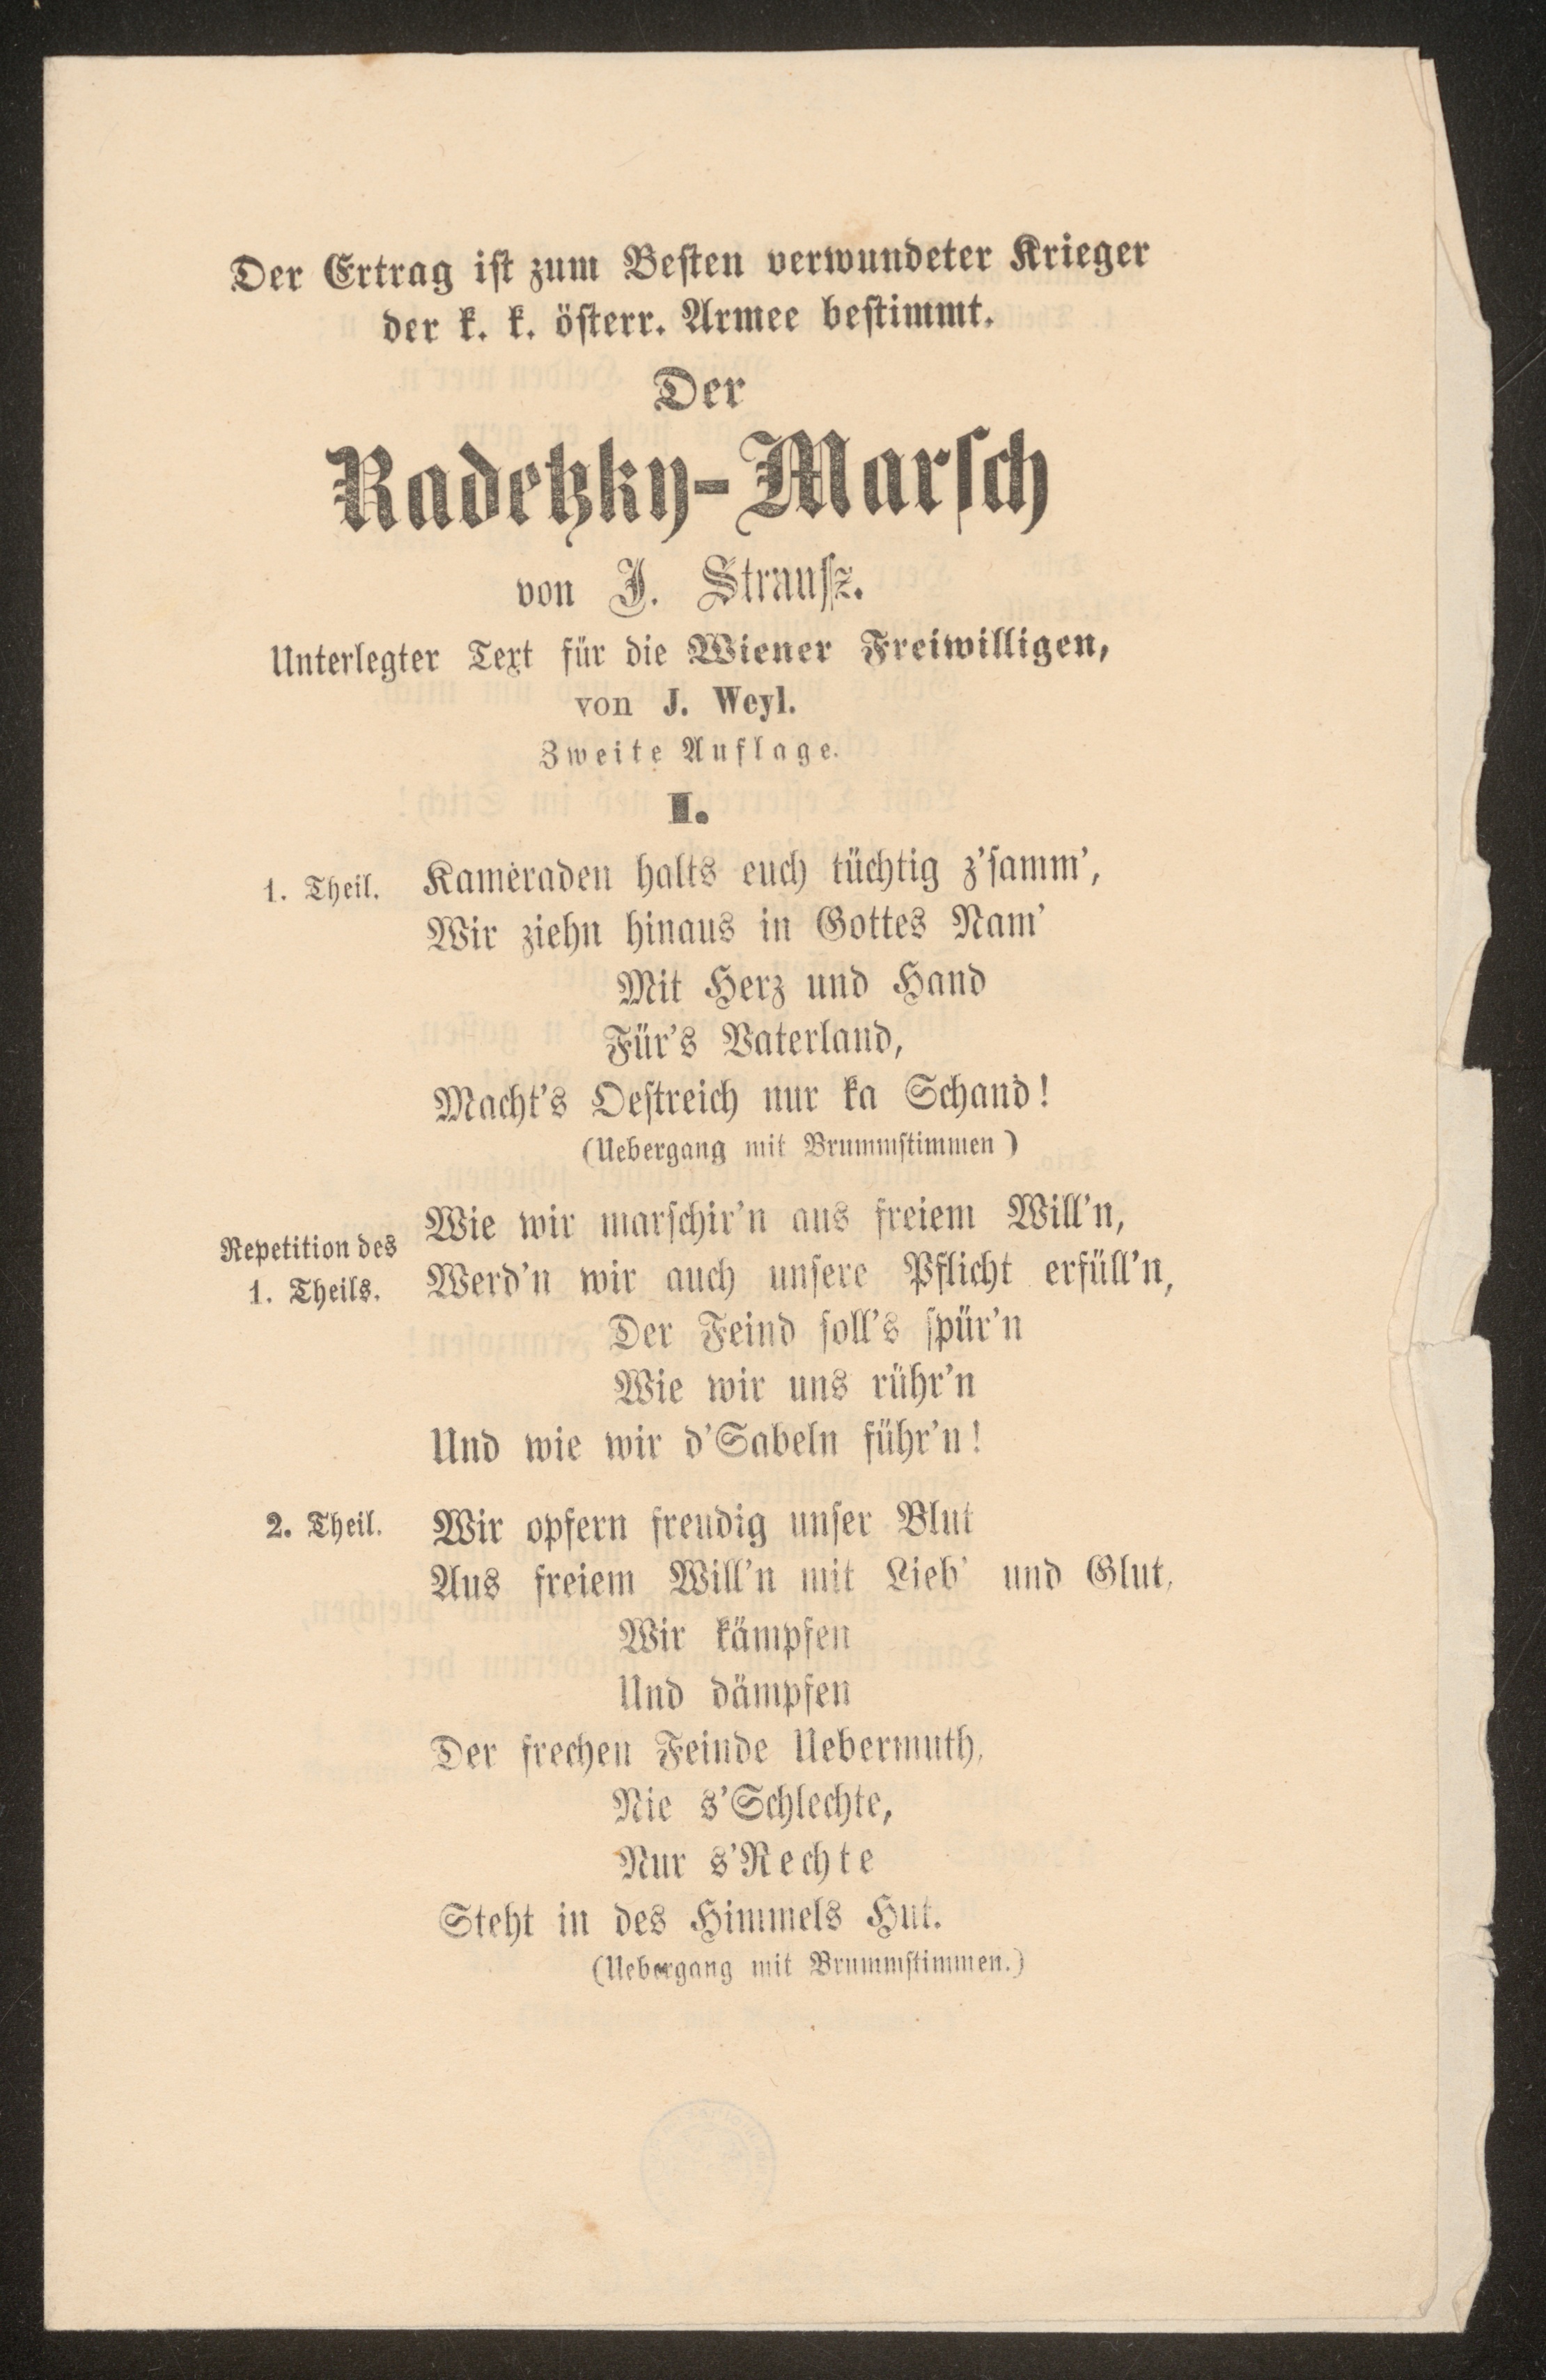 Der Ertrag ist zum Besten verwundeter Krieger
der k. k. österr. Armee bestimmt.
Der
Radetzky-Marsch
von J. Strausz.
Unterlegter Text für die Wiener Freiwilligen,
von J. Weyl.
Zweite Auflage.
I.
1. Theil. Kameraden halts euch tüchtig z'samm',
Wir ziehn hinaus in Gottes Nam'
Mit Herz und Hand
Für's Vaterland,
Macht's Oestreich nur ka Schand!
(Uebergang mit Brummstimmen)
Repetition des 1. Theils. Wie wir marschir'n aus freiem Will'n,
Werd'n wir auch unsere Pflicht erfüll'n,
Der Feind soll's spür'n
Wie wir uns rühr'n
Und wie wir d'Sabeln führ'n!
2. Theil. Wir opfern freudig unser Blut
Aus freiem Will'n mit Lieb' und Glut,
Wir kämpfen
Und dämpfen
Der frechen Feinde Uebermuth,
Nie s'Schlechte,
Nur s'Rechte
Steht in des Himmels Hut.
(Uebergang mit Brummstimmen.)